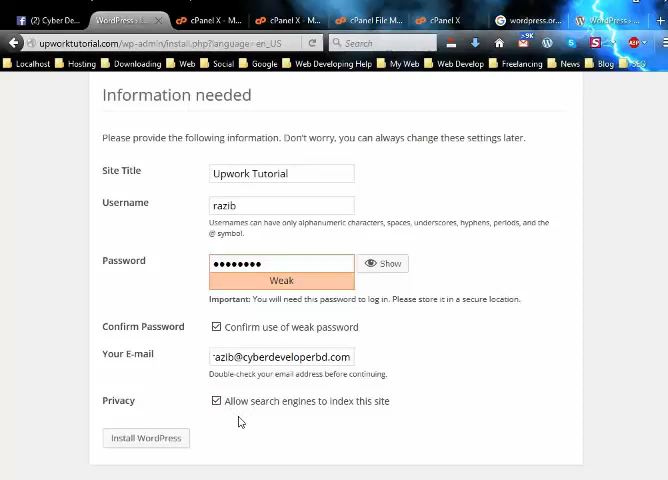 Cyber De...
WordPress › I...
cPanel X - M...
cPanel X - M...
cPanel File M...
cPanel X
wordpress.or...
WordPress › ...
upworktutorial.com/wp-admin/install.php?language=en_US
Search
>9K
ABP
Localhost Hosting Downloading Web Social Google Web Developing Help My Web Web Develop Freelancing News Blog SEO
Information needed
Please provide the following information. Don't worry, you can always change these settings later.
Site Title
Upwork Tutorial
Username
razib
Usernames can have only alphanumeric characters, spaces, underscores, hyphens, periods, and the
@ symbol.
Password
●●●●●●●●
Show
Weak
Important: You will need this password to log in. Please store it in a secure location.
Confirm Password
Confirm use of weak password
Your E-mail
razib@cyberdeveloperbd.com
Double-check your email address before continuing.
Privacy
Allow search engines to index this site
Install WordPress